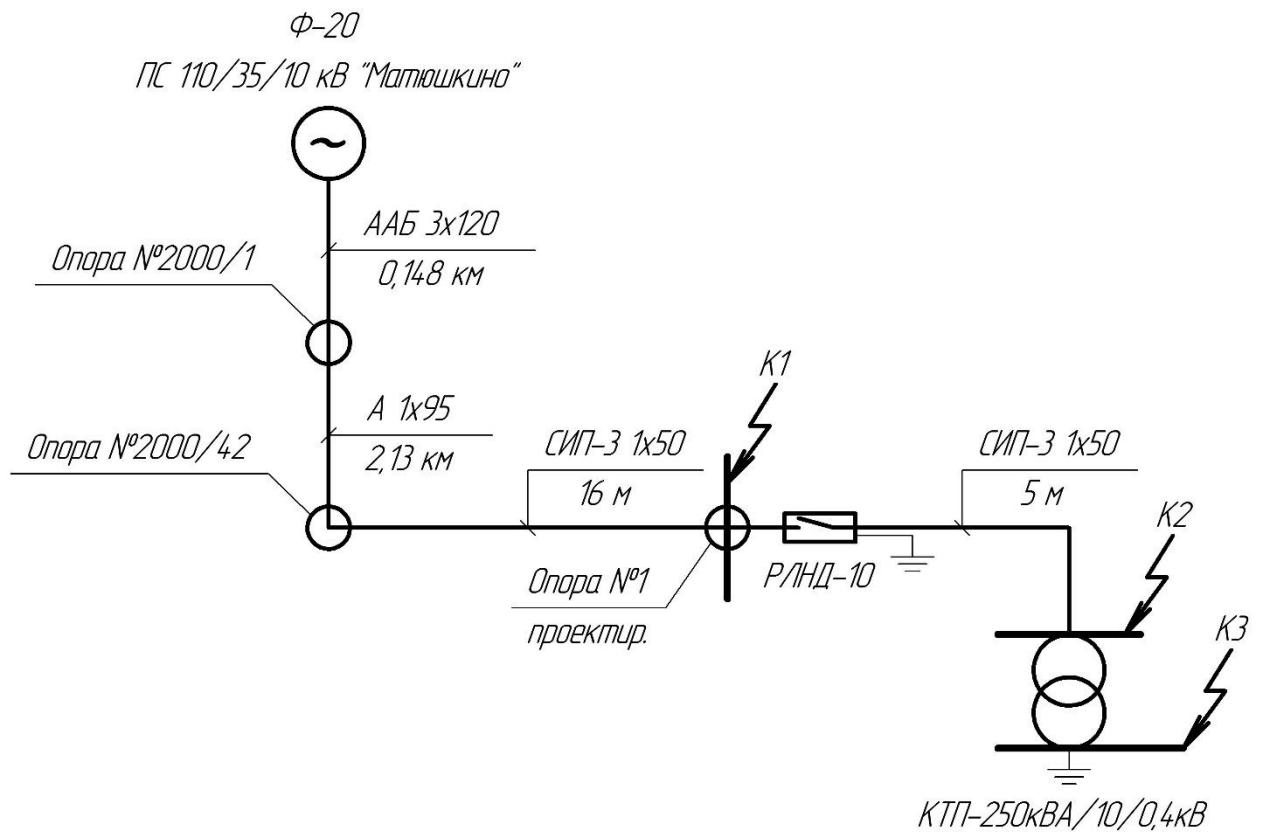 Ф-20
ПС 110/35/10 кВ "Матюшкино"
ААБ 3х120
0,148 км
Опора №2000/1
А 1х95
2,13 км
Опора №2000/42
СИП-3 1х50
16 м
К1
СИП-3 1х50
5 м
К2
РЛНД-10
Опора №1
проектир.
К3
КТП-250кВА/10/0,4кВ